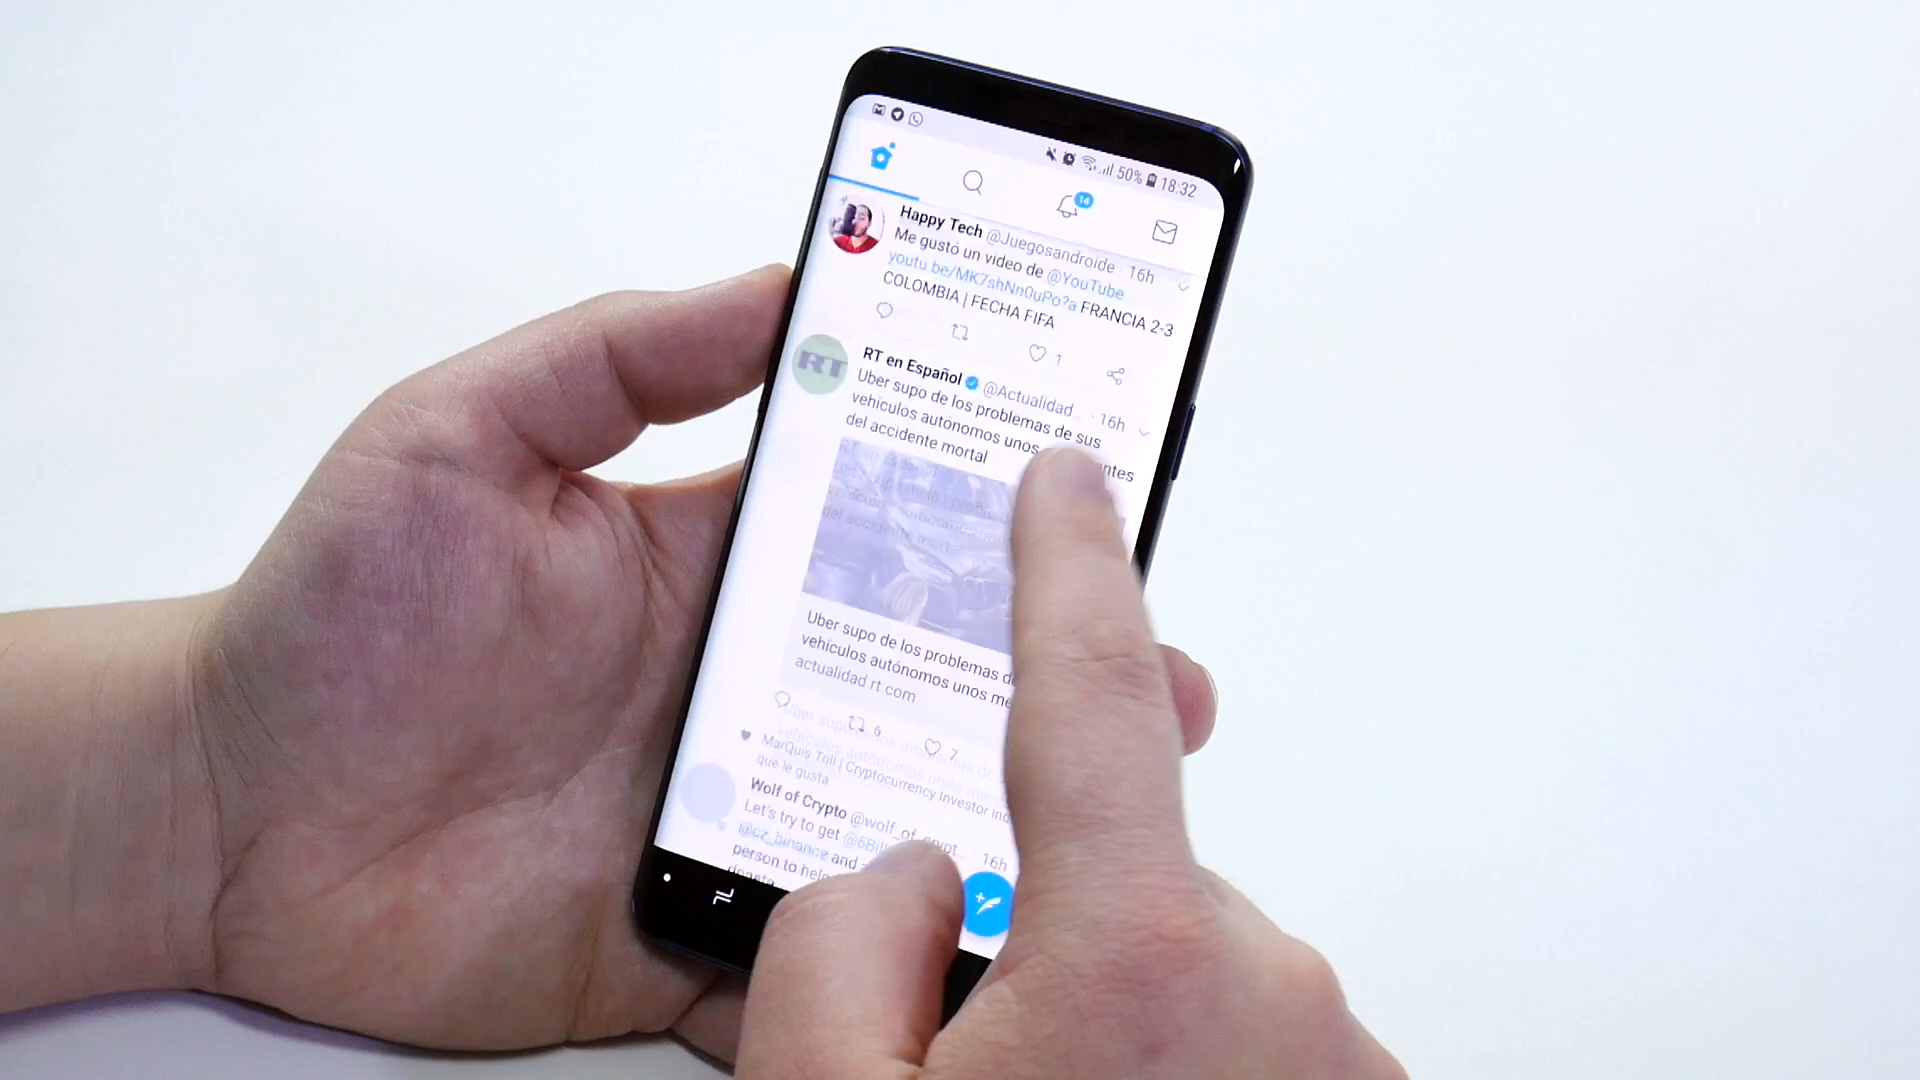 50% 18:32
14
Happy Tech @Juegosandroide · 16h
Me gustó un video de @YouTube
youtu.be/MK7shNn0uPo?a FRANCIA 2-3
COLOMBIA | FECHA FIFA
1
RT
RT en Español @Actualidad... · 16h
Uber supo de los problemas de sus
vehículos autónomos unos
del accidente mortal
Uber supo de los problemas
vehículos autónomos unos
actualidad.rt.com
6
7
MarQuis Trill | Cryptocurrency Investor
que le gusta
Wolf of Crypto @wolf_of_crypt... 16h
Let's try to get
@cz_binance and
person to help
donate